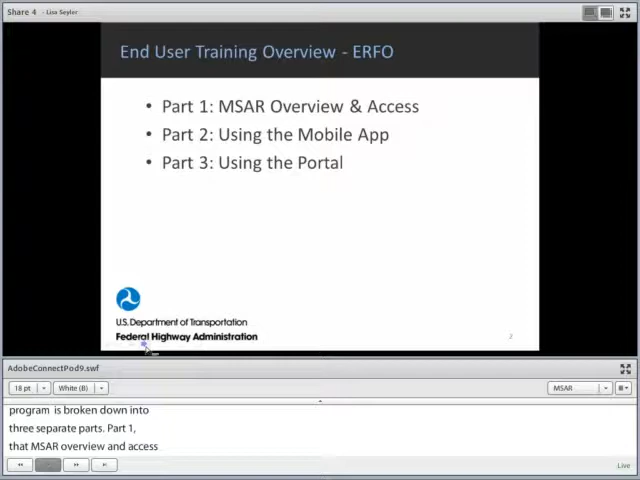 Share 4 - Lisa Seyler
End User Training Overview - ERFO
• Part 1: MSAR Overview & Access
• Part 2: Using the Mobile App
• Part 3: Using the Portal
U.S. Department of Transportation
Federal Highway Administration
2
AdobeConnectPod9.swf
18 pt
White (B)
MSAR
program is broken down into
three separate parts. Part 1,
that MSAR overview and access
Live